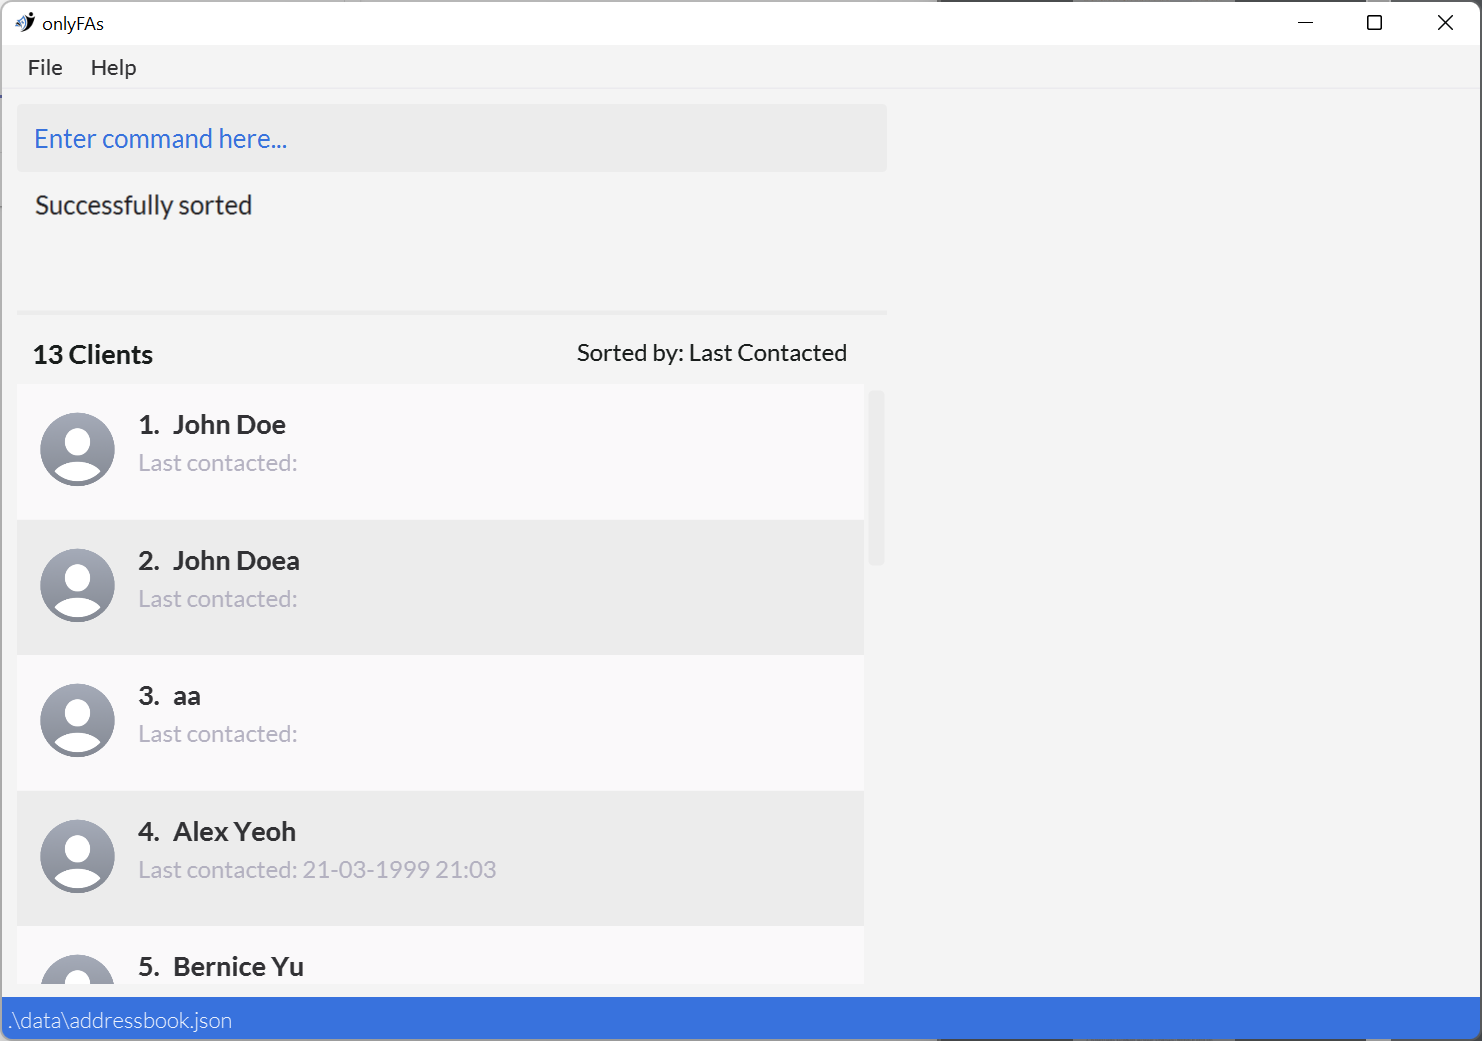 onlyFAs
File Help
Enter command here...
Successfully sorted
13 Clients Sorted by: Last Contacted
1. John Doe
Last contacted:
2. John Doea
Last contacted:
3. aa
Last contacted:
4. Alex Yeoh
Last contacted: 21-03-1999 21:03
5. Bernice Yu
.\data\addressbook.json